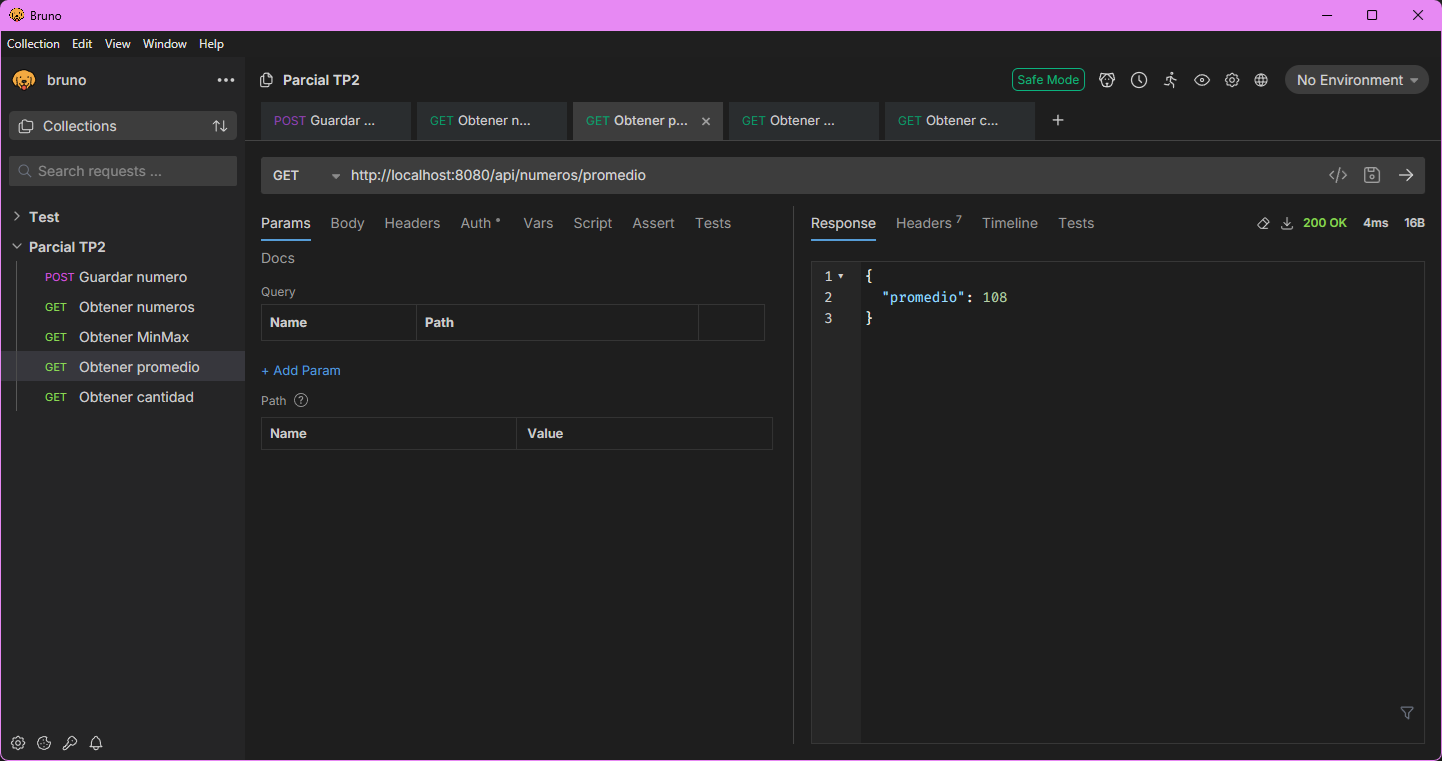 Bruno
Collection Edit View Window Help
bruno
Collections
Search requests ...
Test
Parcial TP2
POST Guardar numero
GET Obtener numeros
GET Obtener MinMax
GET Obtener promedio
GET Obtener cantidad
Parcial TP2
Safe Mode
No Environment
POST Guardar ... GET Obtener n... GET Obtener p... × GET Obtener ... GET Obtener c... +
GET http://localhost:8080/api/numeros/promedio </>
Params Body Headers Auth Vars Script Assert Tests
Docs
Query
Name Path
+ Add Param
Path ?
Name Value
Response Headers 7 Timeline Tests 200 OK 4ms 16B
1 {
2 "promedio": 108
3 }